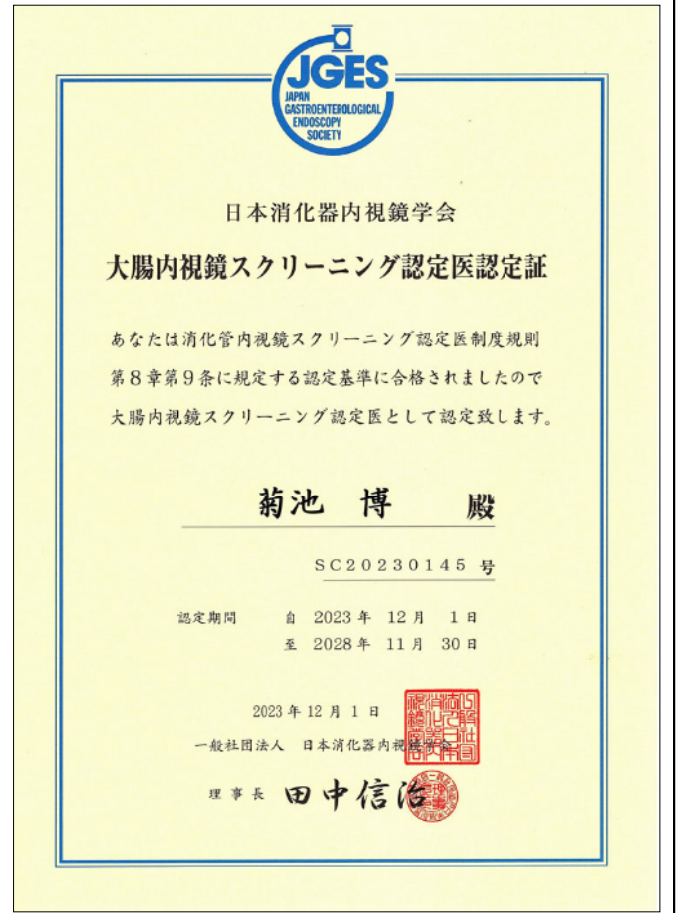 JGES
JAPAN
GASTROENTEROLOGICAL
ENDOSCOPY
SOCIETY
日本消化器内視鏡学会
大腸内視鏡スクリーニング認定医認定証
あなたは消化管内視鏡スクリーニング認定医制度規則
第8章第9条に規定する認定基準に合格されましたので
大腸内視鏡スクリーニング認定医として認定致します。
菊池 博 殿
SC20230145 号
認定期間 自 2023年 12月 1日
至 2028年 11月 30日
2023年12月1日
一般社団法人 日本消化器内視鏡学会
理事長 田中信治